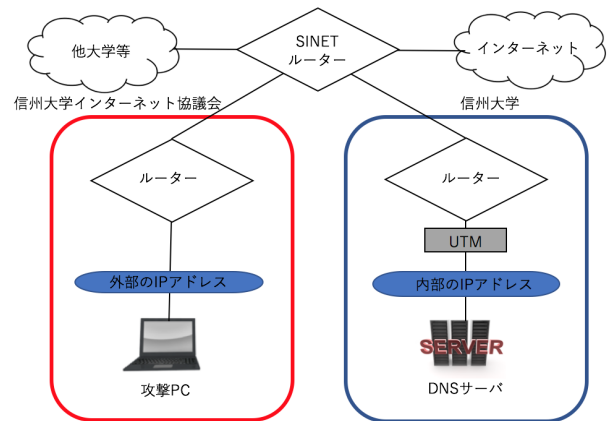 他大学等
SINET
ルーター
インターネット
信州大学インターネット協議会
信州大学
ルーター
ルーター
UTM
外部のIPアドレス
内部のIPアドレス
SERVER
攻撃PC
DNSサーバ